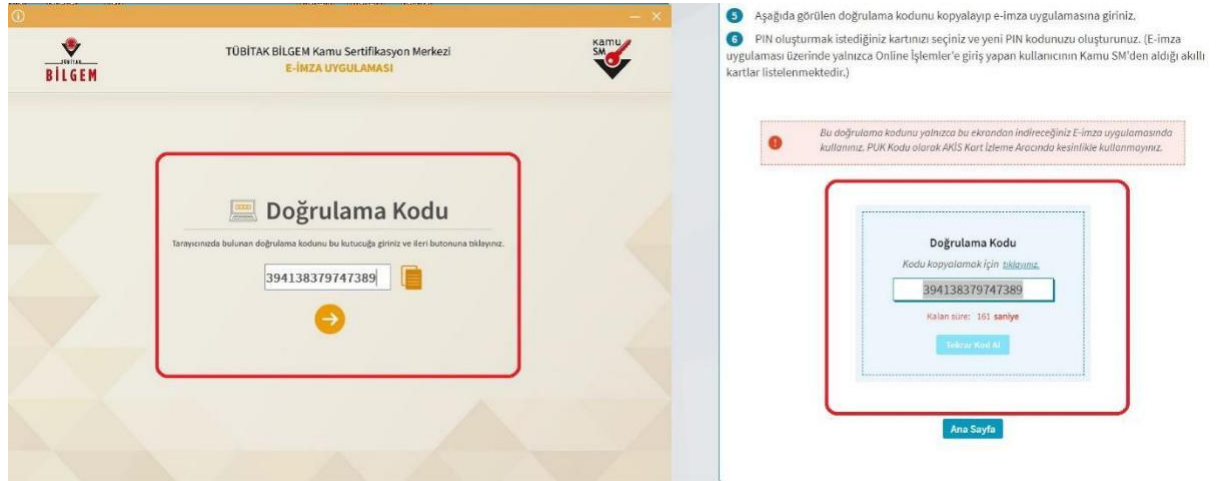 TÜBİTAK
BİLGEM
TÜBİTAK BİLGEM Kamu Sertifikasyon Merkezi
E-İMZA UYGULAMASI
Kamu
SM
Doğrulama Kodu
Tarayıcınızda bulunan doğrulama kodunu bu kutucuğa giriniz ve ileri butonuna tıklayınız.
394138379747389
5 Aşağıda görülen doğrulama kodunu kopyalayıp e-imza uygulamasına giriniz.
6 PIN oluşturmak istediğiniz kartınızı seçiniz ve yeni PIN kodunuzu oluşturunuz. (E-imza
uygulaması üzerinde yalnızca Online İşlemler'e giriş yapan kullanıcının Kamu SM'den aldığı akıllı
kartlar listelenmektedir.)
Bu doğrulama kodunu yalnızca bu ekrandan indireceğiniz E-imza uygulamasında
kullanınız. PUK Kodu olarak AKİS Kart İzleme Aracında kesinlikle kullanmayınız.
Doğrulama Kodu
Kodu kopyalamak için tıklayınız.
394138379747389
Kalan süre: 161 saniye
Tekrar Kod Al
Ana Sayfa